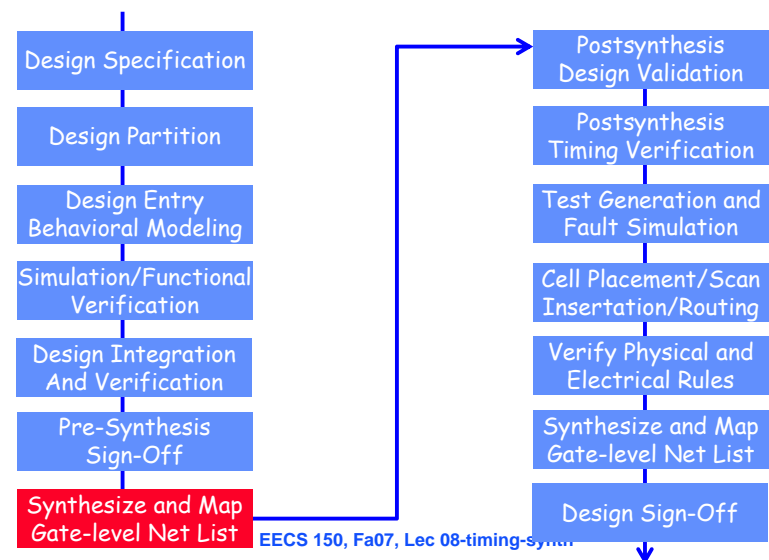 Design Specification
Design Partition
Design Entry
Behavioral Modeling
Simulation/Functional
Verification
Design Integration
And Verification
Pre-Synthesis
Sign-Off
Synthesize and Map
Gate-level Net List
Postsynthesis
Design Validation
Postsynthesis
Timing Verification
Test Generation and
Fault Simulation
Cell Placement/Scan
Insertation/Routing
Verify Physical and
Electrical Rules
Synthesize and Map
Gate-level Net List
Design Sign-Off
EECS 150, Fa07, Lec 08-timing-synth